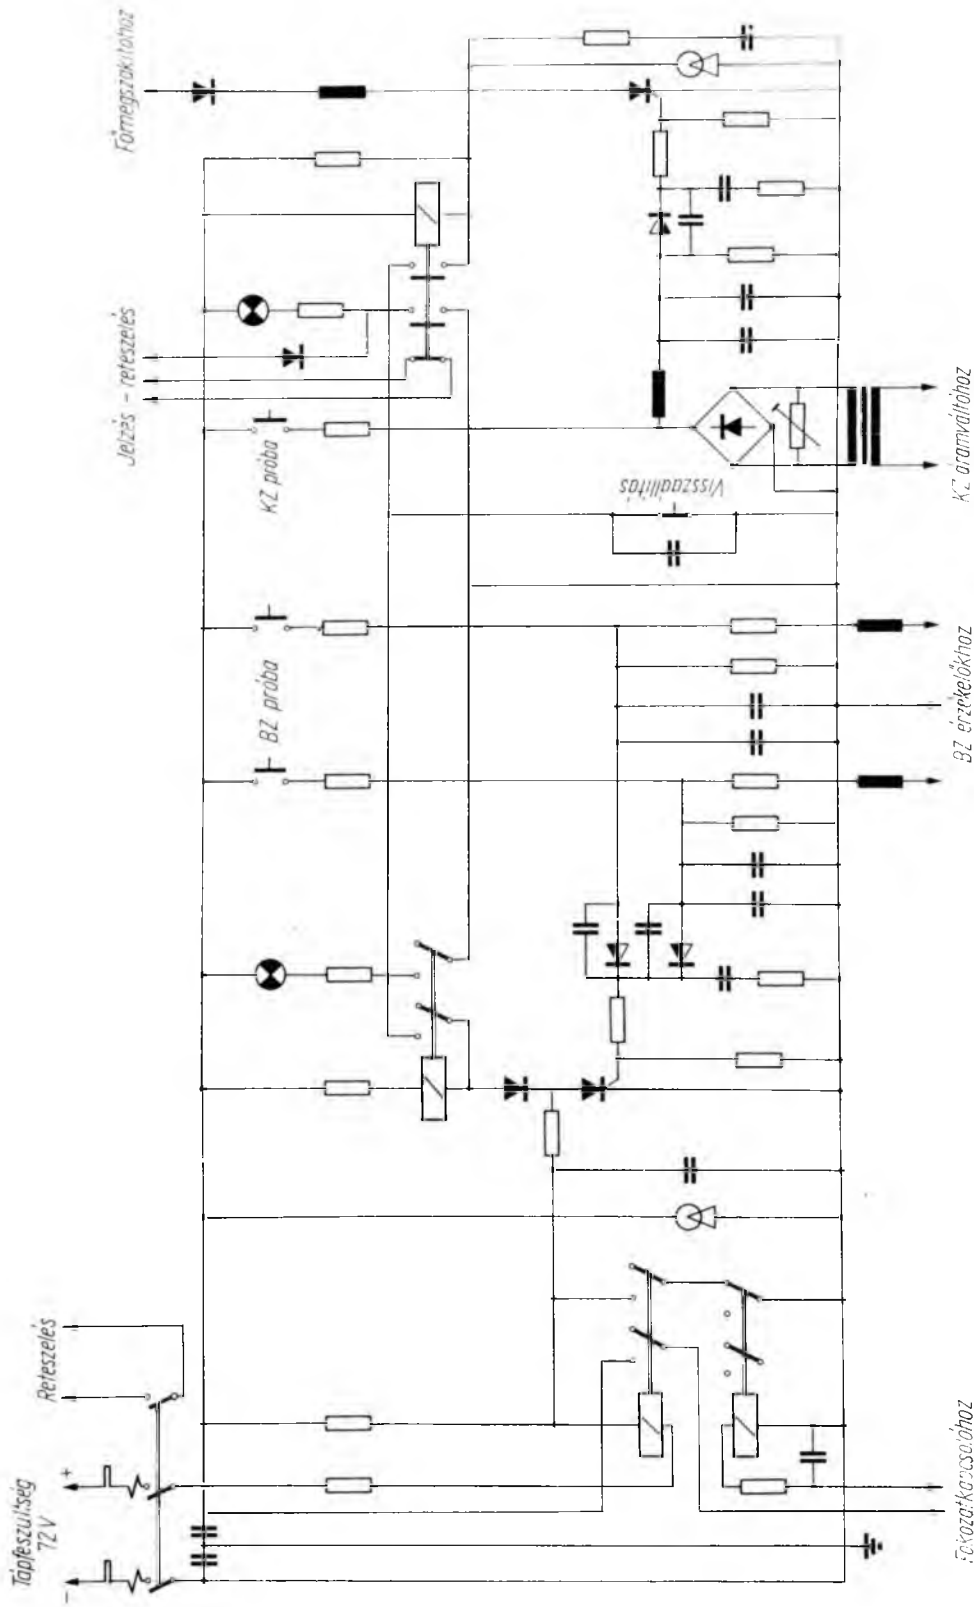 Tápfeszültség
72 V
−
+
Reteszelés
Jelzés - reteszelés
Főmegszakítóhoz
BZ próba
KZ próba
Visszaállítás
Fokozatkapcsolóhoz
BZ érzékelőkhöz
KZ áramváltóhoz